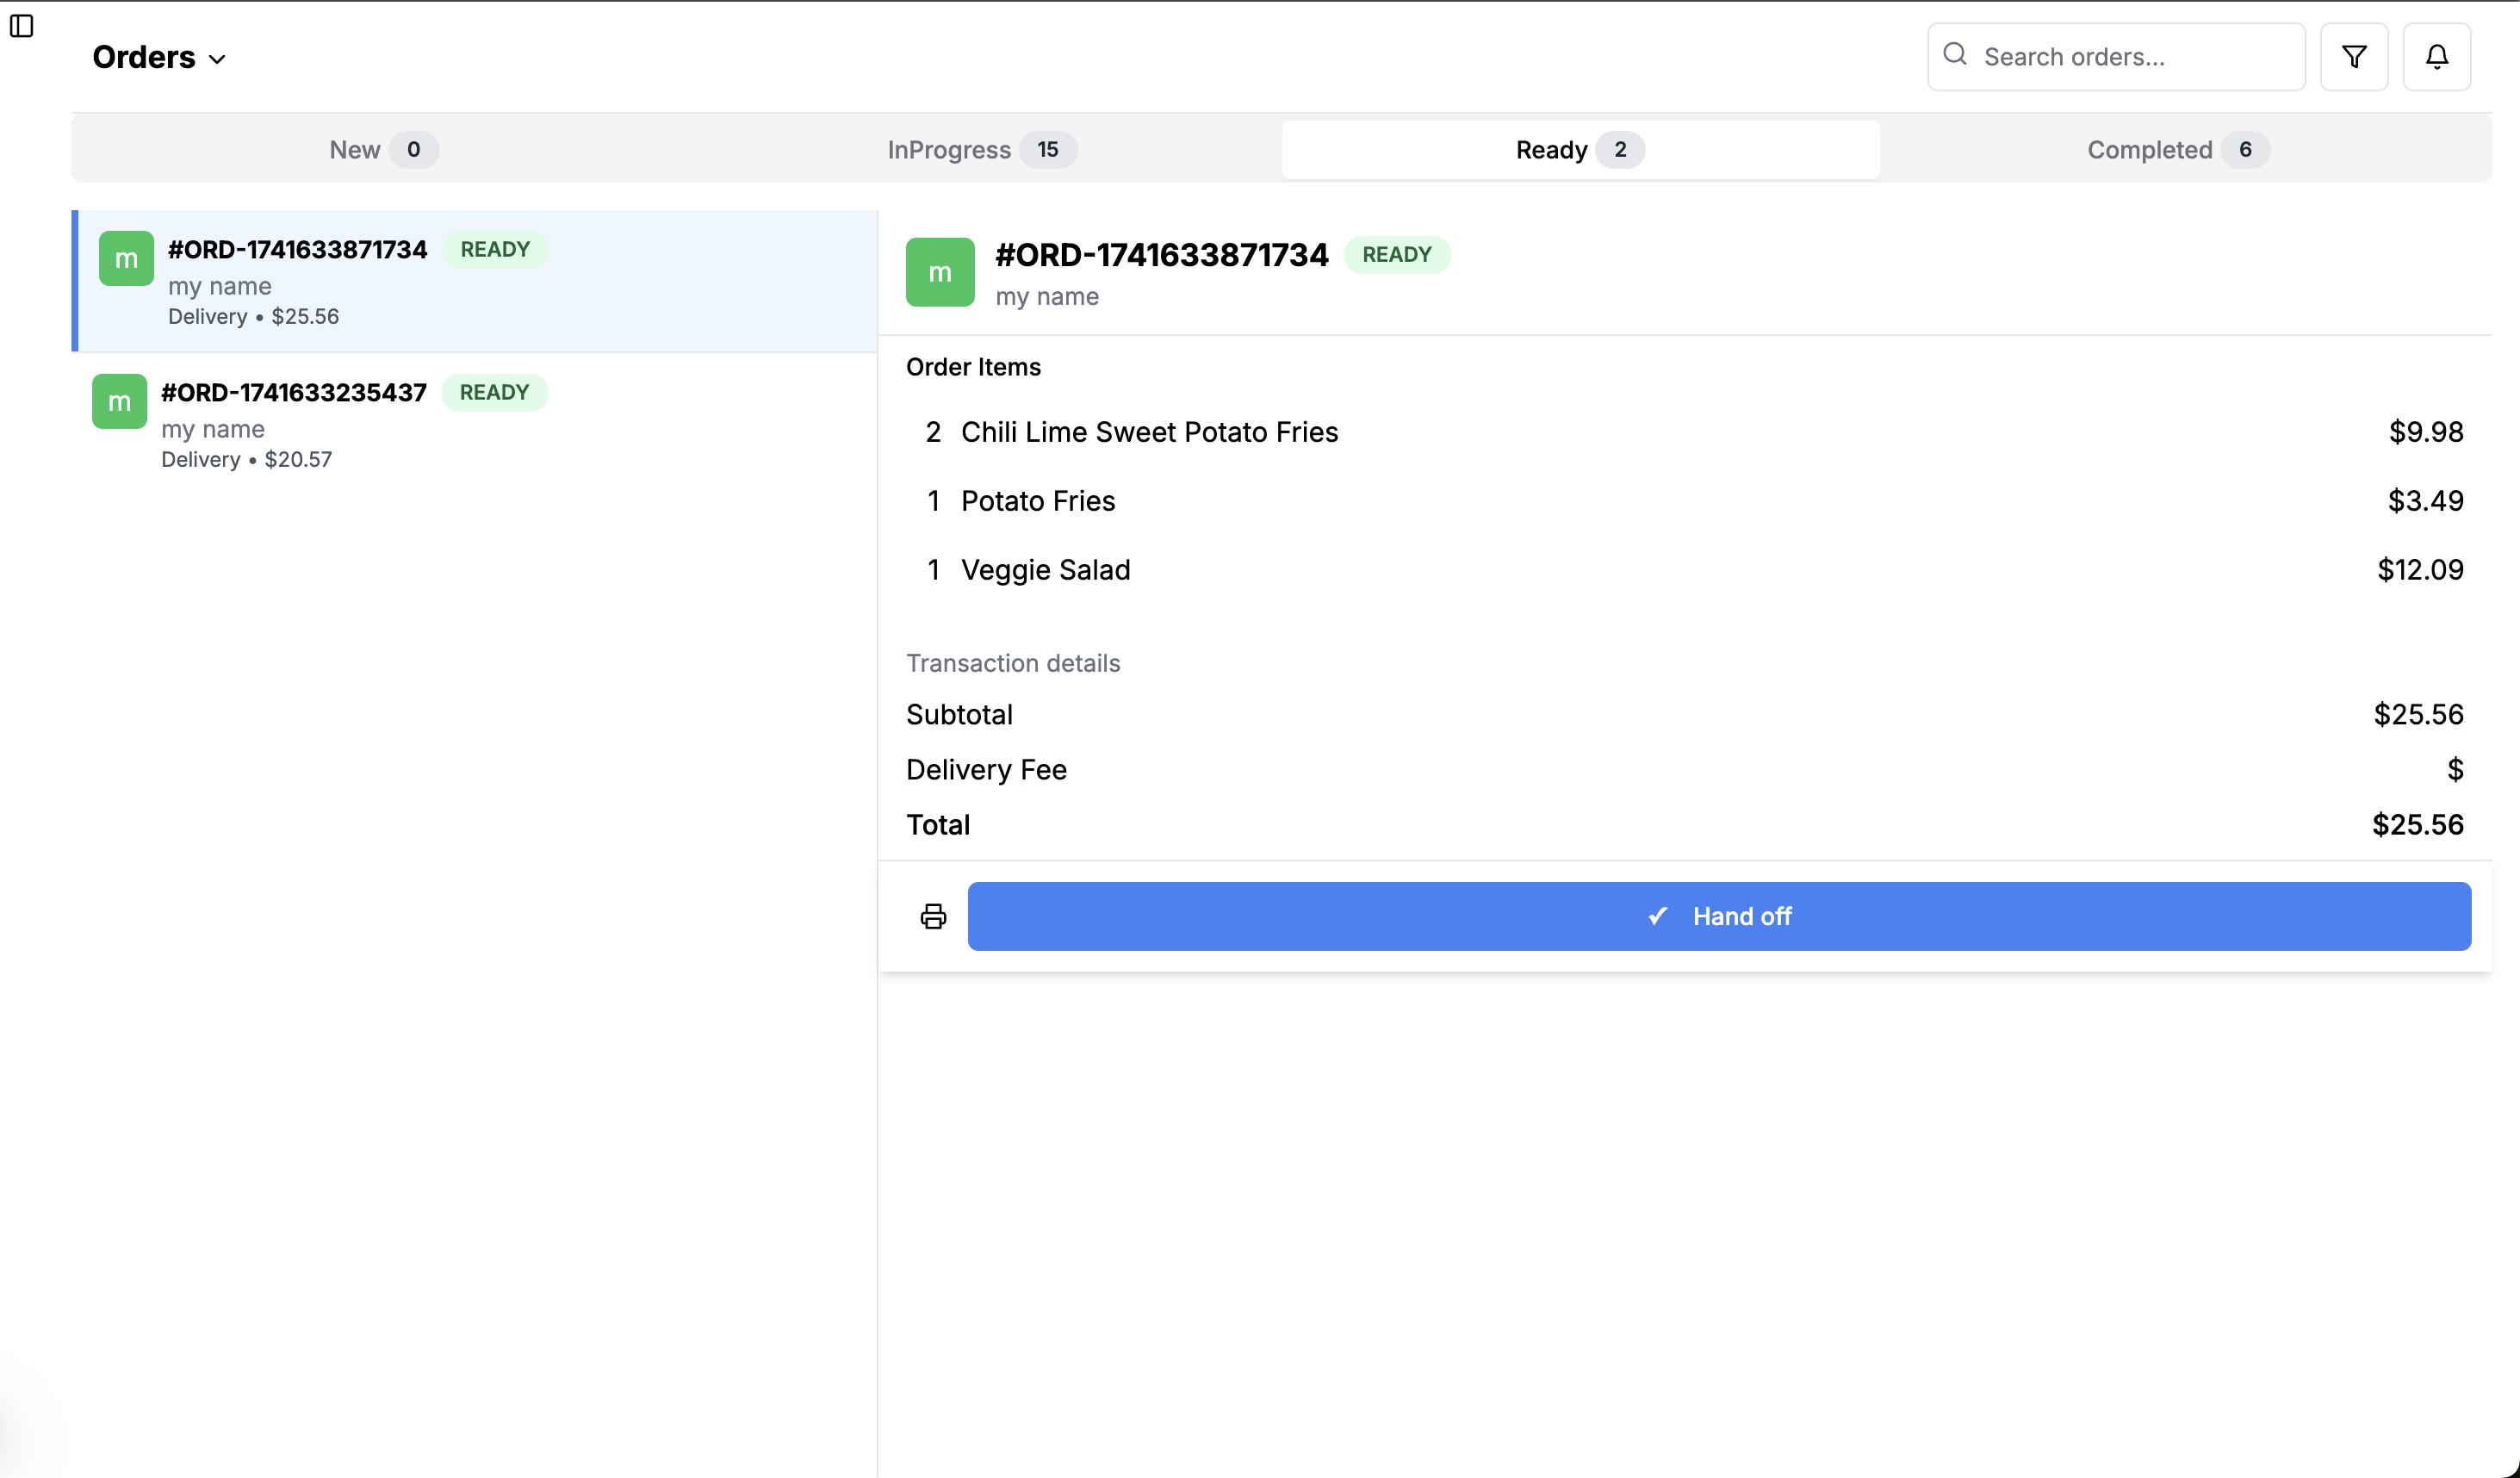 Orders
Search orders...
New 0
InProgress 15
Ready 2
Completed 6
m
#ORD-1741633871734 READY
my name
Delivery • $25.56
m
#ORD-1741633235437 READY
my name
Delivery • $20.57
m
#ORD-1741633871734 READY
my name
Order Items
2 Chili Lime Sweet Potato Fries $9.98
1 Potato Fries $3.49
1 Veggie Salad $12.09
Transaction details
Subtotal $25.56
Delivery Fee $
Total $25.56
✓ Hand off